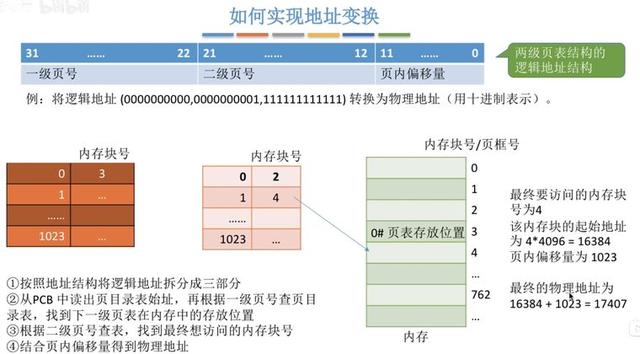 如何实现地址变换
31 …… 22 21 …… 12 11 …… 0
一级页号 二级页号 页内偏移量
两级页表结构的
逻辑地址结构
例：将逻辑地址 (0000000000,0000000001,111111111111) 转换为物理地址（用十进制表示）。
内存块号
0 3
1 …
……
1023 …
内存块号
0 2
1 4
……
1023 …
内存块号/页框号
0
1
2
0# 页表存放位置 3
4
…
762
…
内存
最终要访问的内存块
号为4
该内存块的起始地址
为 4*4096 = 16384
页内偏移量为 1023
最终的物理地址为
16384 + 1023 = 17407
①按照地址结构将逻辑地址拆分成三部分
②从PCB 中读出页目录表始址，再根据一级页号查页目
录表，找到下一级页表在内存中的存放位置
③根据二级页号查表，找到最终想访问的内存块号
④结合页内偏移量得到物理地址